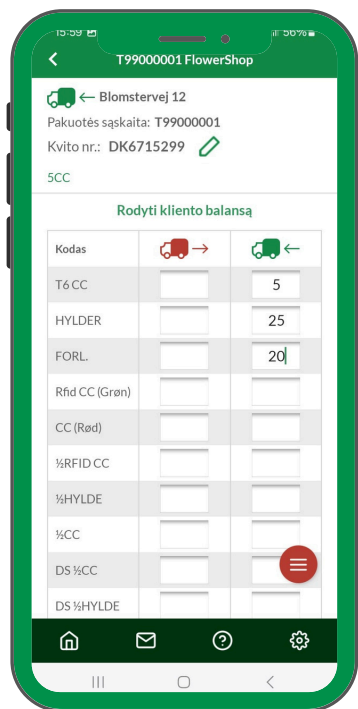 15:59 56%
T99000001 FlowerShop
← Blomstervej 12
Pakuotės sąskaita: T99000001
Kvito nr.: DK6715299
5CC
Rodyti kliento balansą
Kodas → ←
T6 CC 5
HYLDER 25
FORL. 20
Rfid CC (Grøn)
CC (Rød)
½RFID CC
½HYLDE
½CC
DS ½CC
DS ½HYLDE